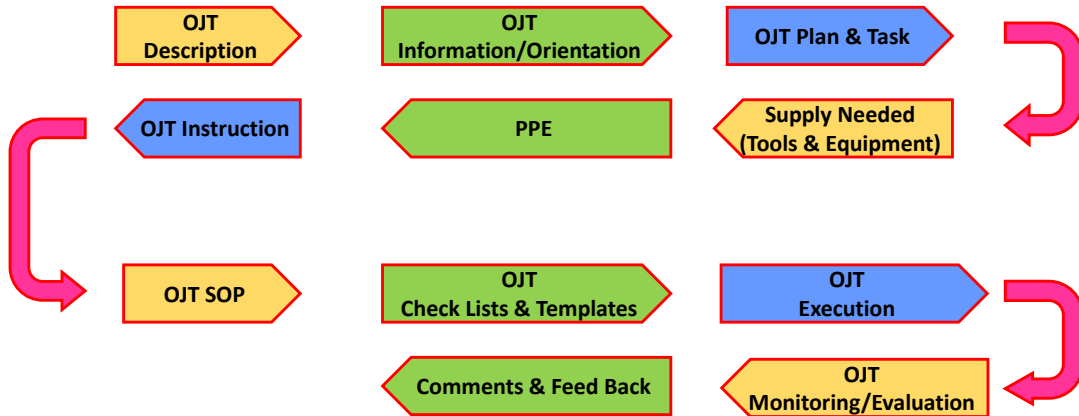 OJT
Description
OJT
Information/Orientation
OJT Plan & Task
OJT Instruction
PPE
Supply Needed
(Tools & Equipment)
OJT SOP
OJT
Check Lists & Templates
OJT
Execution
Comments & Feed Back
OJT
Monitoring/Evaluation